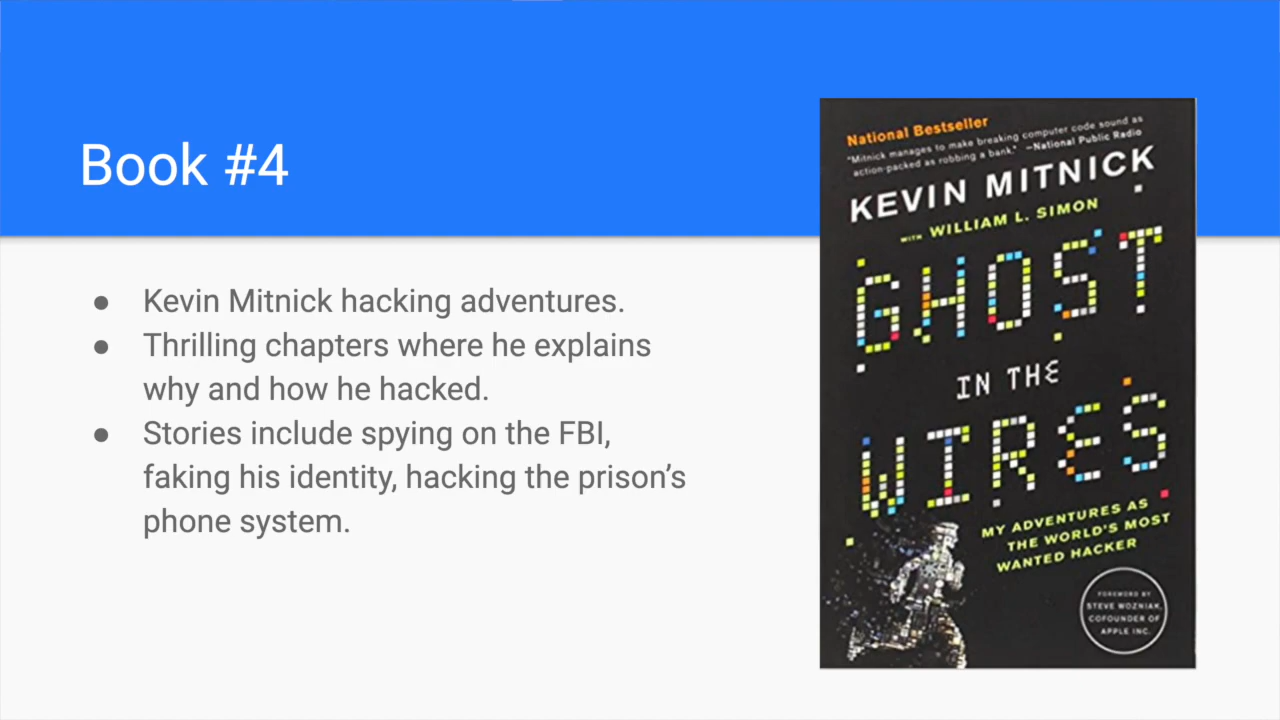 Book #4
● Kevin Mitnick hacking adventures.
● Thrilling chapters where he explains
why and how he hacked.
● Stories include spying on the FBI,
faking his identity, hacking the prison’s
phone system.
National Bestseller
"Mitnick manages to make breaking computer code sound as
action-packed as robbing a bank." —National Public Radio
KEVIN MITNICK
WITH WILLIAM L. SIMON
GHOST
IN THE
WIRES
MY ADVENTURES AS
THE WORLD'S MOST
WANTED HACKER
FOREWORD BY
STEVE WOZNIAK,
COFOUNDER OF
APPLE INC.